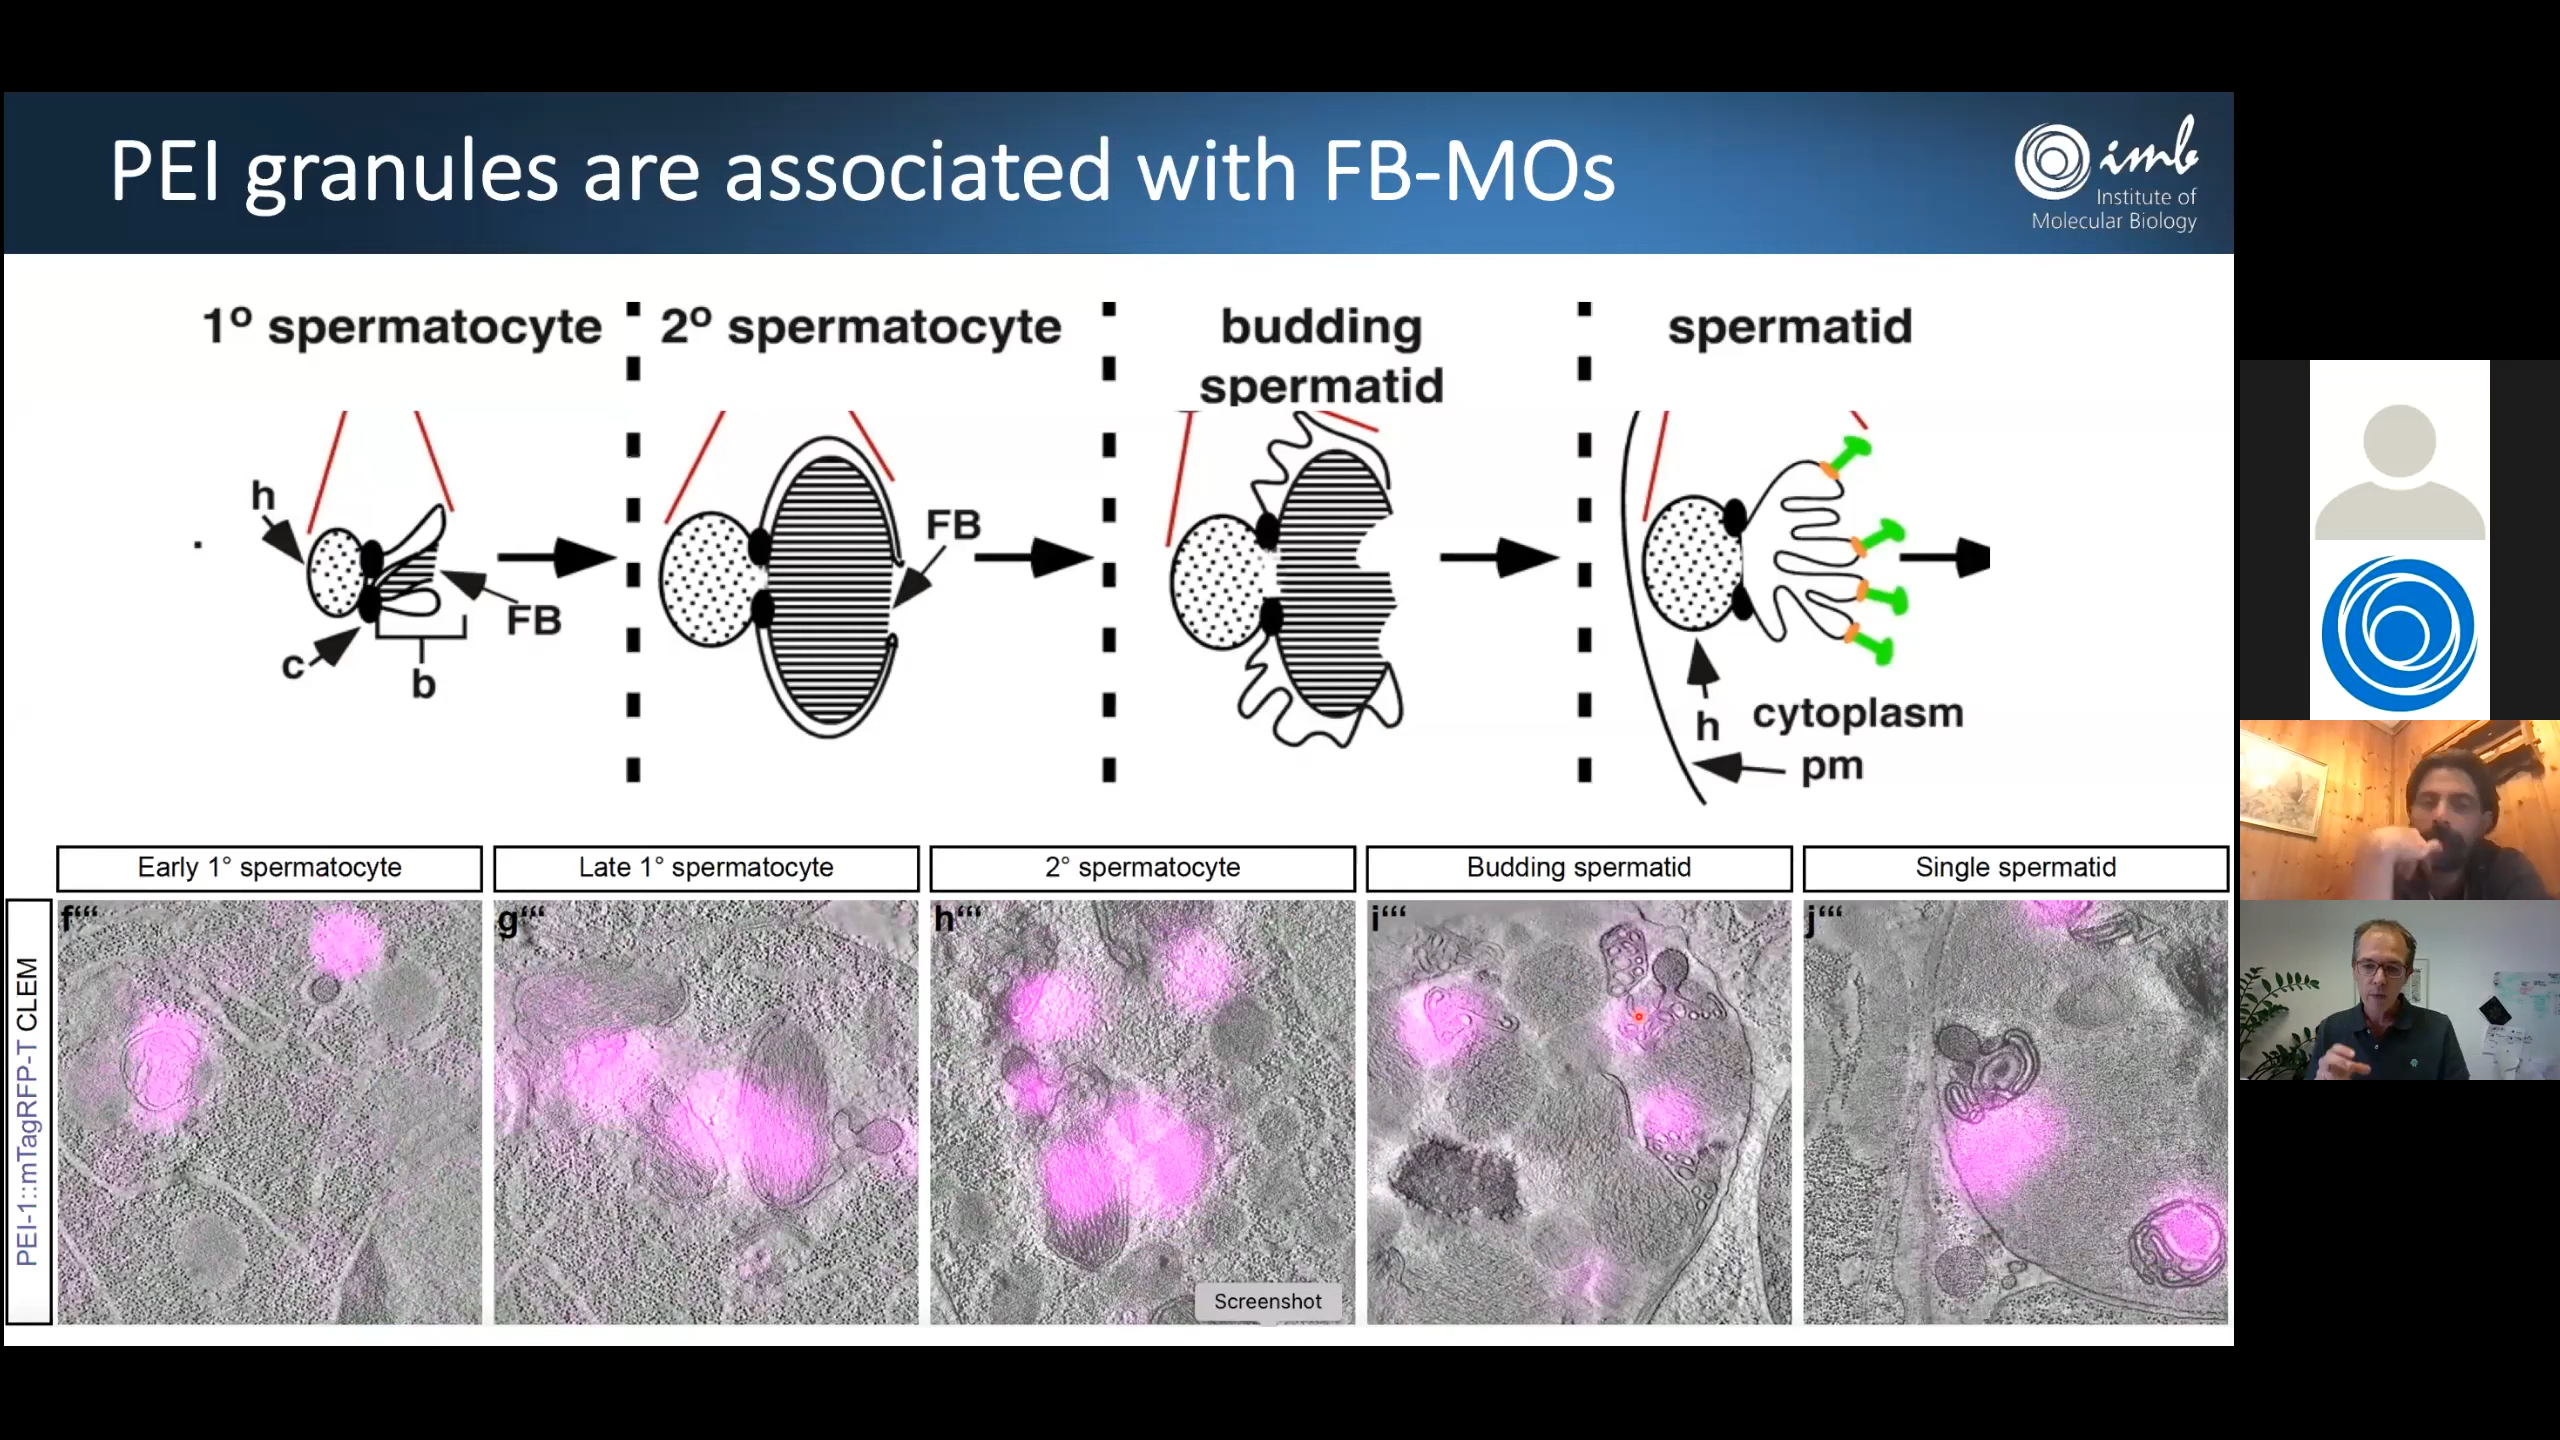 PEI granules are associated with FB-MOs
imb
Institute of
Molecular Biology
1º spermatocyte
2º spermatocyte
budding
spermatid
spermatid
h
FB
c
b
FB
h
cytoplasm
pm
Early 1° spermatocyte
Late 1° spermatocyte
2° spermatocyte
Budding spermatid
Single spermatid
PEI-1::mTagRFP-T CLEM
f‘‘‘
g‘‘‘
h‘‘‘
i‘‘‘
j‘‘‘
Screenshot